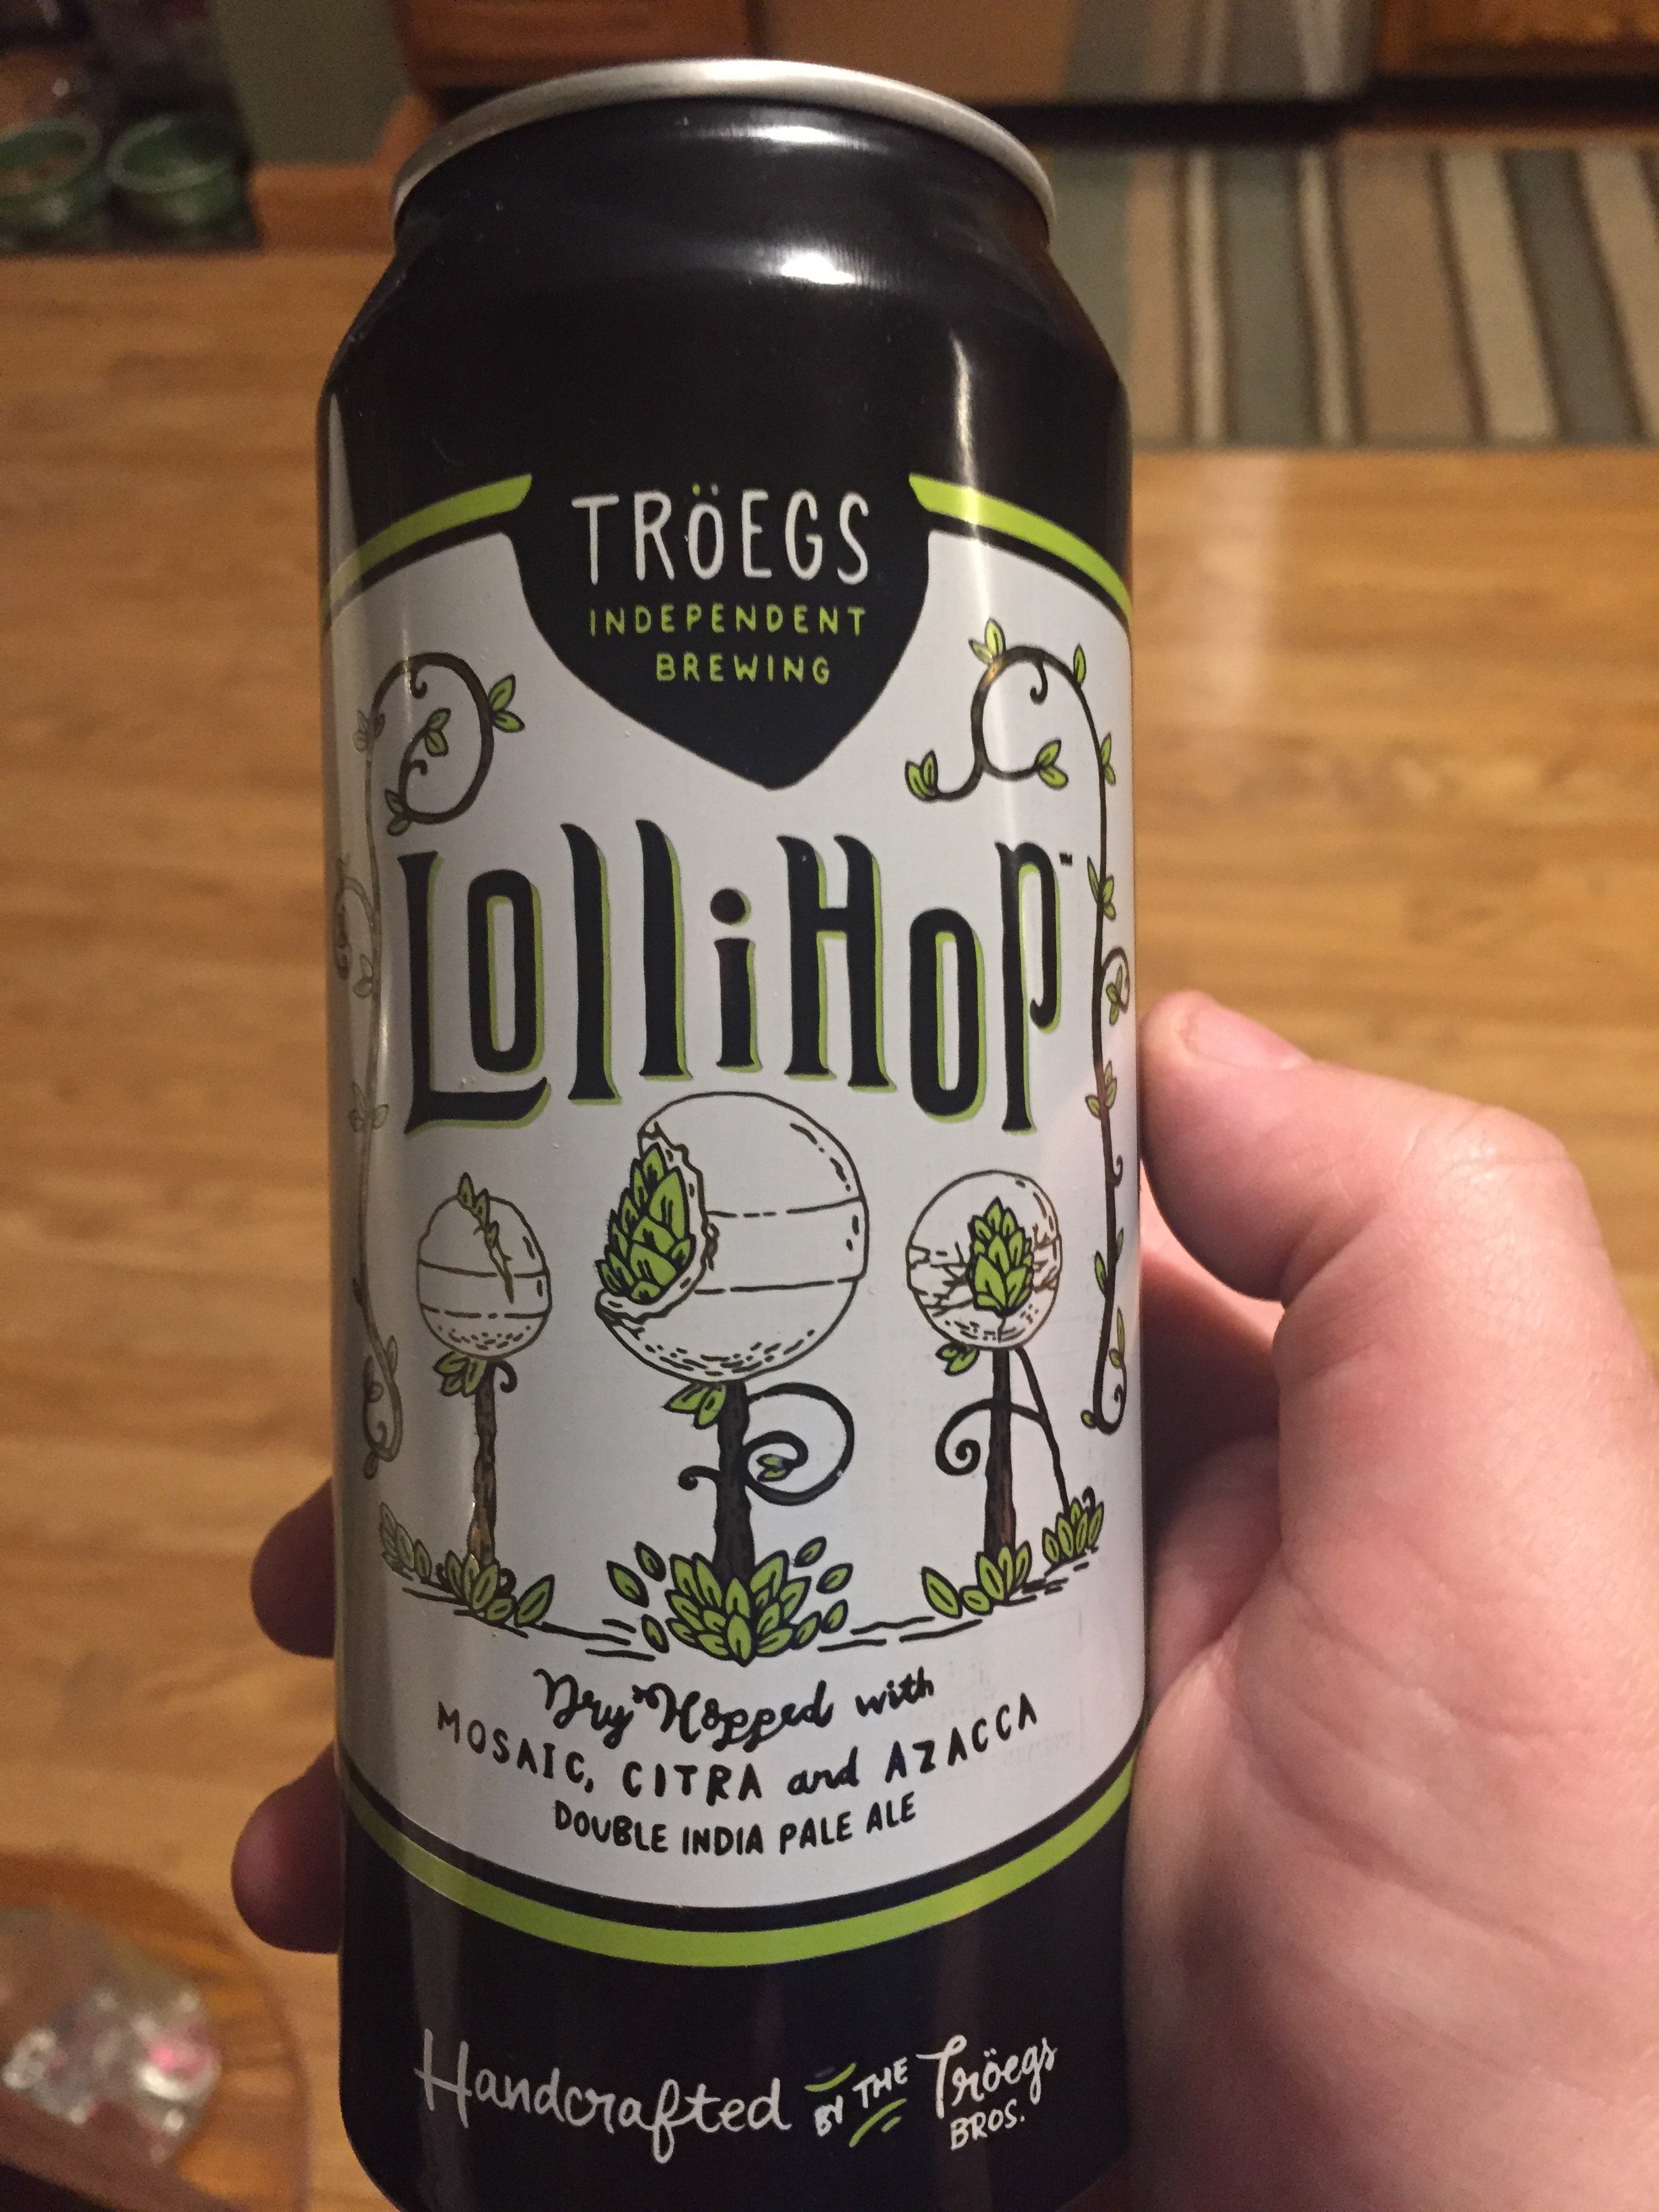 TRÖEGS
INDEPENDENT
BREWING
LolliHop™
Dry Hopped with
MOSAIC, CITRA and AZACCA
DOUBLE INDIA PALE ALE
Handcrafted BY THE Tröegs
BROS.